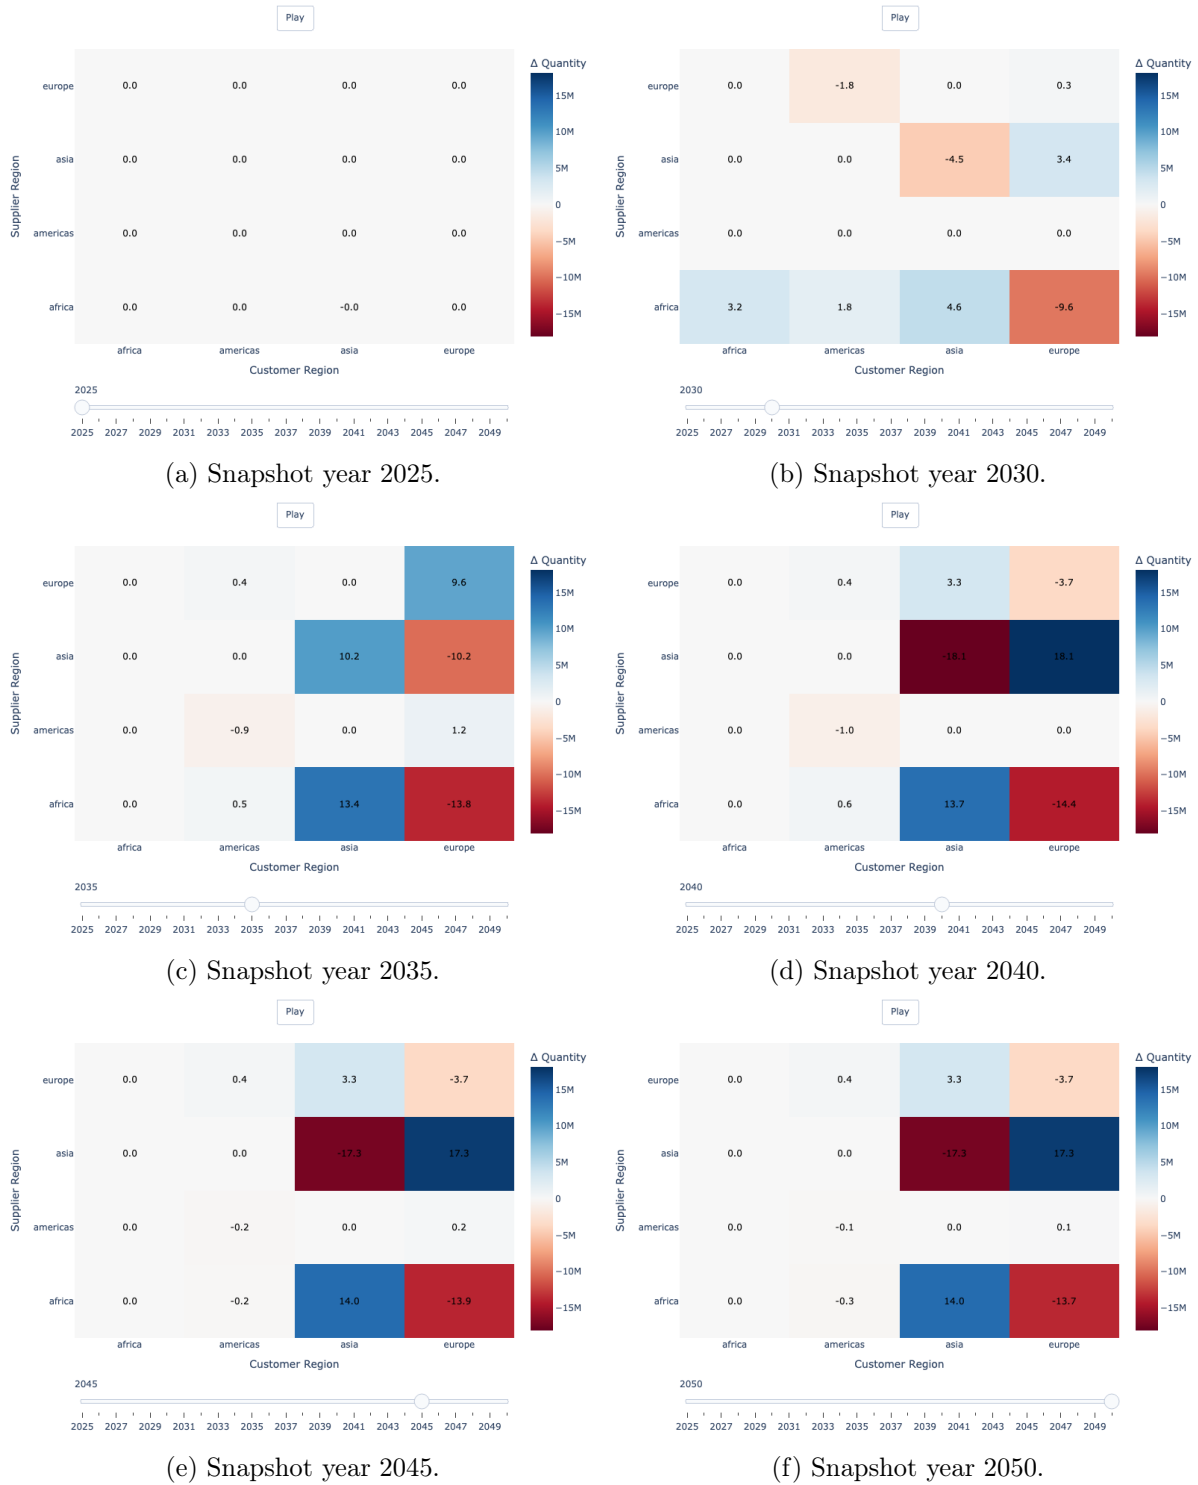 Play
Δ Quantity
europe 0.0 0.0 0.0 0.0
asia 0.0 0.0 0.0 0.0
americas 0.0 0.0 0.0 0.0
africa 0.0 0.0 -0.0 0.0
Supplier Region
15M
10M
5M
0
−5M
−10M
−15M
africa americas asia europe
Customer Region
2025
2025 2027 2029 2031 2033 2035 2037 2039 2041 2043 2045 2047 2049
(a) Snapshot year 2025.
Play
Δ Quantity
europe 0.0 -1.8 0.0 0.3
asia 0.0 0.0 -4.5 3.4
americas 0.0 0.0 0.0 0.0
africa 3.2 1.8 4.6 -9.6
Supplier Region
15M
10M
5M
0
−5M
−10M
−15M
africa americas asia europe
Customer Region
2030
2025 2027 2029 2031 2033 2035 2037 2039 2041 2043 2045 2047 2049
(b) Snapshot year 2030.
Play
Δ Quantity
europe 0.0 0.4 0.0 9.6
asia 0.0 0.0 10.2 -10.2
americas 0.0 -0.9 0.0 1.2
africa 0.0 0.5 13.4 -13.8
Supplier Region
15M
10M
5M
0
−5M
−10M
−15M
africa americas asia europe
Customer Region
2035
2025 2027 2029 2031 2033 2035 2037 2039 2041 2043 2045 2047 2049
(c) Snapshot year 2035.
Play
Δ Quantity
europe 0.0 0.4 3.3 -3.7
asia 0.0 0.0 -18.1 18.1
americas 0.0 -1.0 0.0 0.0
africa 0.0 0.6 13.7 -14.4
Supplier Region
15M
10M
5M
0
−5M
−10M
−15M
africa americas asia europe
Customer Region
2040
2025 2027 2029 2031 2033 2035 2037 2039 2041 2043 2045 2047 2049
(d) Snapshot year 2040.
Play
Δ Quantity
europe 0.0 0.4 3.3 -3.7
asia 0.0 0.0 -17.3 17.3
americas 0.0 -0.2 0.0 0.2
africa 0.0 -0.2 14.0 -13.9
Supplier Region
15M
10M
5M
0
−5M
−10M
−15M
africa americas asia europe
Customer Region
2045
2025 2027 2029 2031 2033 2035 2037 2039 2041 2043 2045 2047 2049
(e) Snapshot year 2045.
Play
Δ Quantity
europe 0.0 0.4 3.3 -3.7
asia 0.0 0.0 -17.3 17.3
americas 0.0 -0.1 0.0 0.1
africa 0.0 -0.3 14.0 -13.7
Supplier Region
15M
10M
5M
0
−5M
−10M
−15M
africa americas asia europe
Customer Region
2050
2025 2027 2029 2031 2033 2035 2037 2039 2041 2043 2045 2047 2049
(f) Snapshot year 2050.